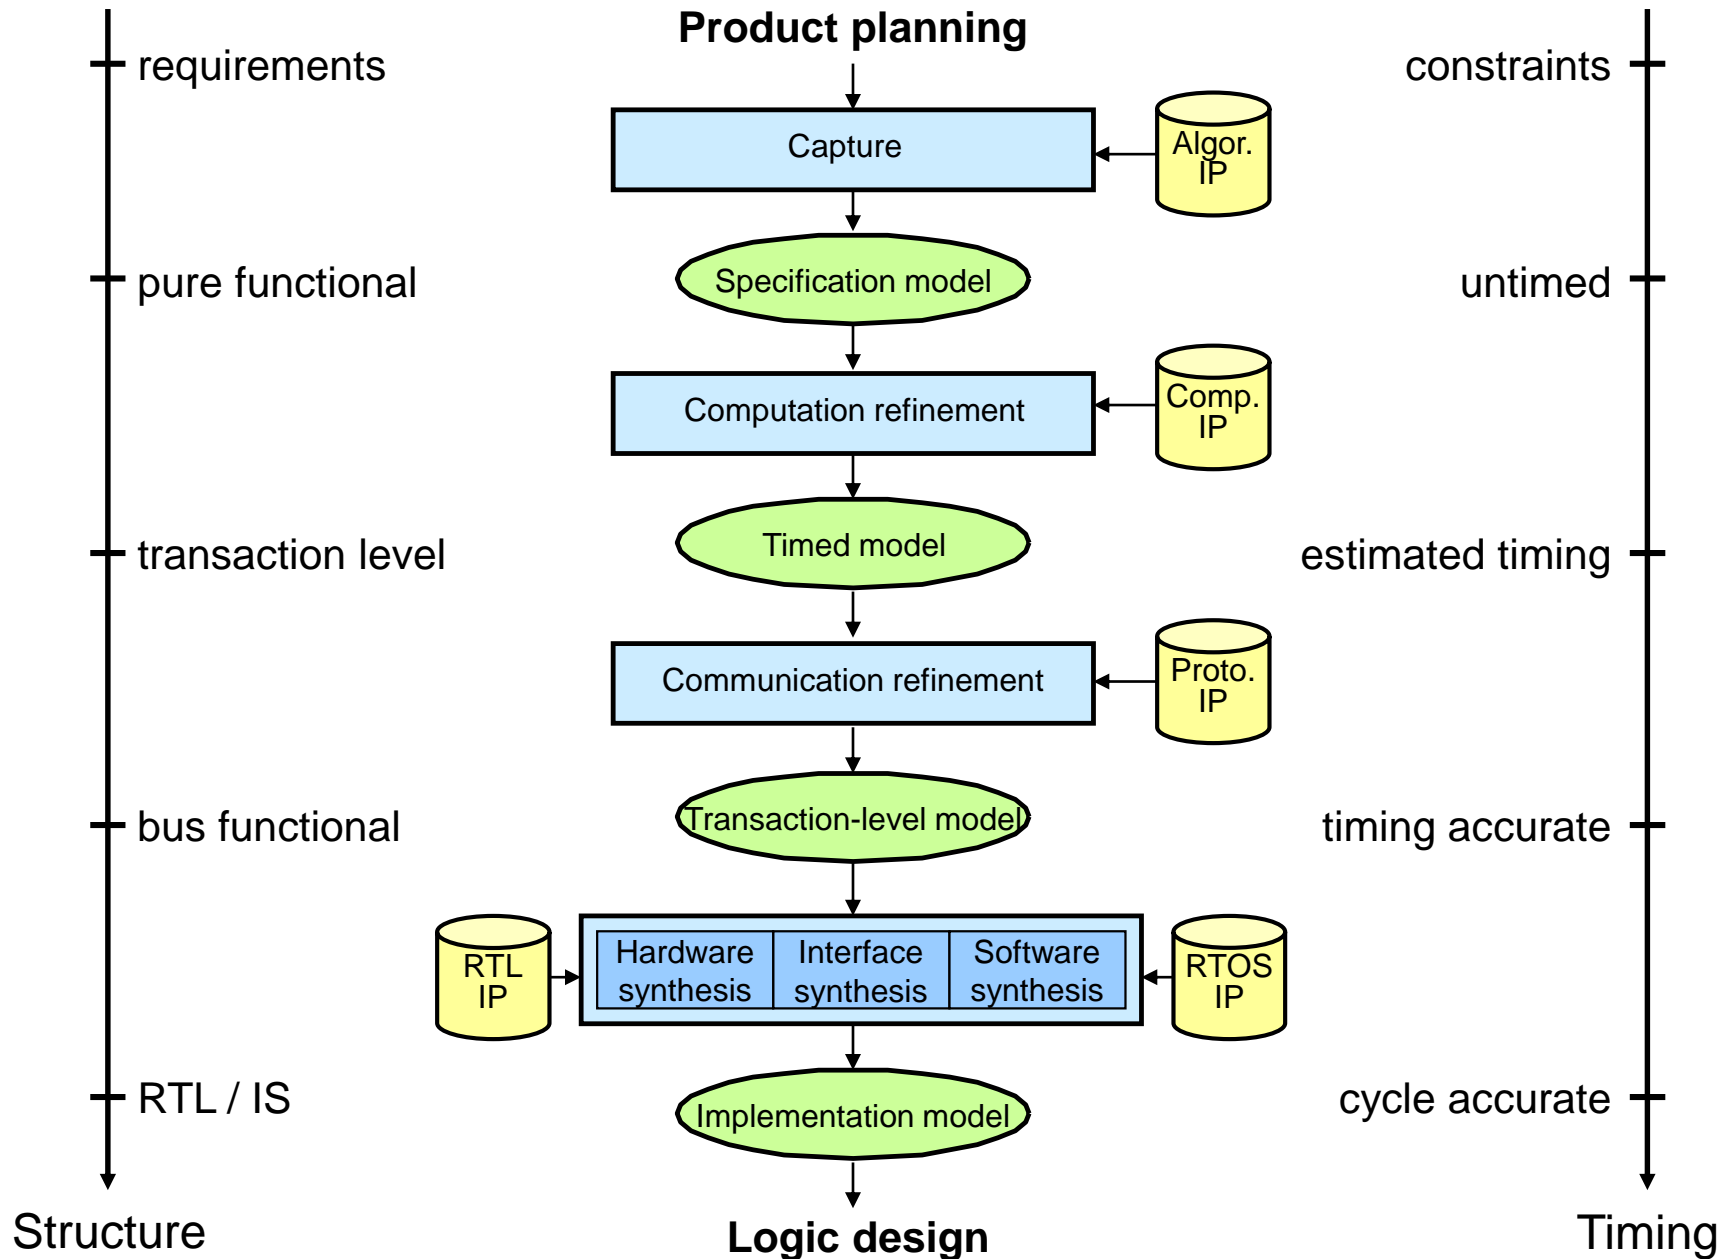 Product planning
requirements
constraints
Capture
Algor.
IP
pure functional
Specification model
untimed
Computation refinement
Comp.
IP
transaction level
Timed model
estimated timing
Communication refinement
Proto.
IP
bus functional
Transaction-level model
timing accurate
RTL
IP
Hardware
synthesis
Interface
synthesis
Software
synthesis
RTOS
IP
RTL / IS
Implementation model
cycle accurate
Structure
Logic design
Timing